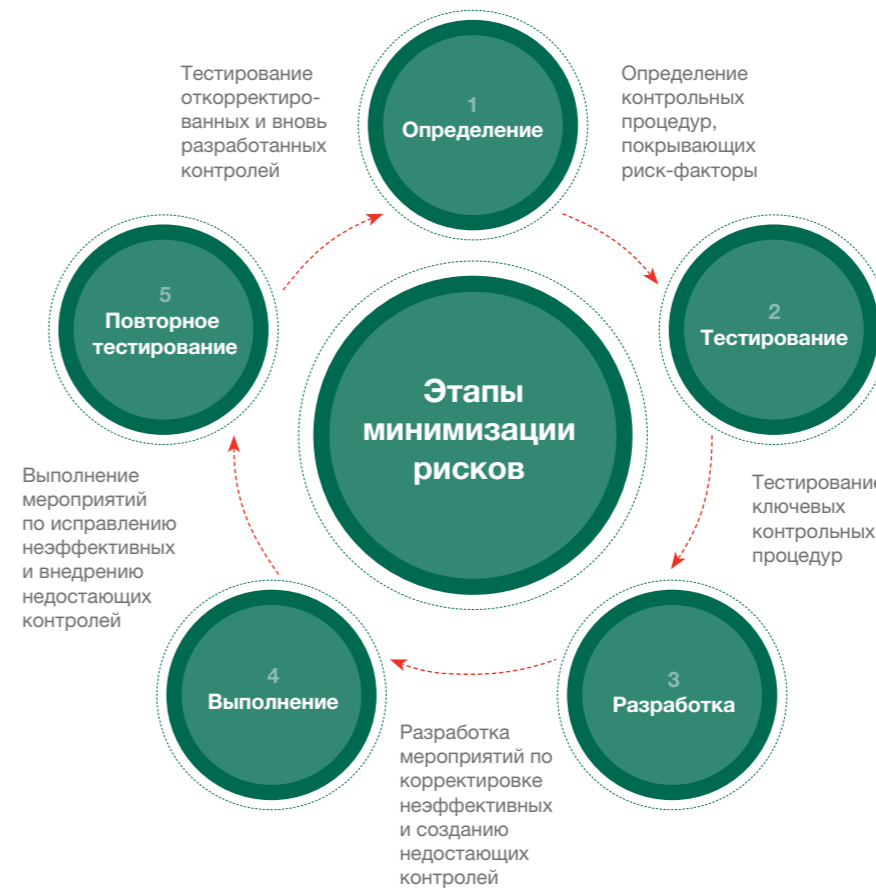 Этапы
минимизации
рисков
1
Определение
Определение
контрольных
процедур,
покрывающих
риск-факторы
2
Тестирование
Тестирование
ключевых
контрольных
процедур
3
Разработка
Разработка
мероприятий по
корректировке
неэффективных
и созданию
недостающих
контролей
4
Выполнение
Выполнение
мероприятий
по исправлению
неэффективных
и внедрению
недостающих
контролей
5
Повторное
тестирование
Тестирование
откорректиро-
ванных и вновь
разработанных
контролей